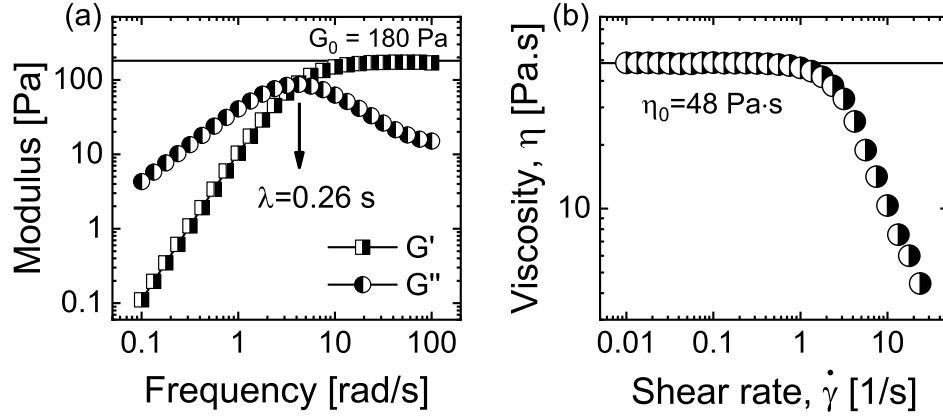 (a)
G₀ = 180 Pa
Modulus [Pa]
100
10
1
0.1
λ=0.26 s
G'
G''
0.1 1 10 100
Frequency [rad/s]
(b)
Viscosity, η [Pa.s]
η₀=48 Pa·s
10
0.01 0.1 1 10
Shear rate, γ̇ [1/s]